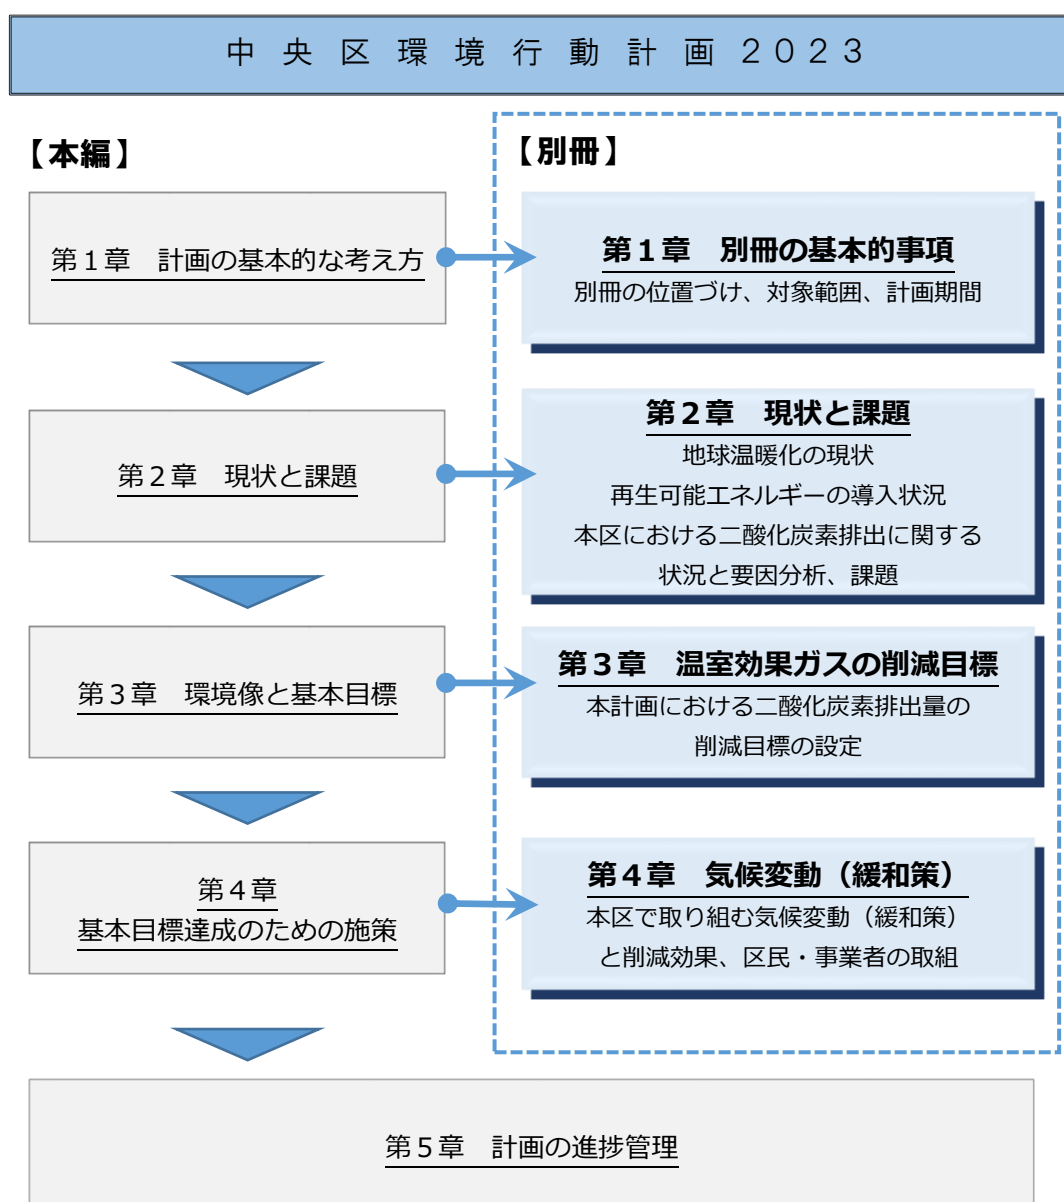 中央区環境行動計画2023
【本編】
【別冊】
第１章　計画の基本的な考え方
第１章　別冊の基本的事項
別冊の位置づけ、対象範囲、計画期間
第２章　現状と課題
第２章　現状と課題
地球温暖化の現状
再生可能エネルギーの導入状況
本区における二酸化炭素排出に関する
状況と要因分析、課題
第３章　環境像と基本目標
第３章　温室効果ガスの削減目標
本計画における二酸化炭素排出量の
削減目標の設定
第４章
基本目標達成のための施策
第４章　気候変動（緩和策）
本区で取り組む気候変動（緩和策）
と削減効果、区民・事業者の取組
第５章　計画の進捗管理